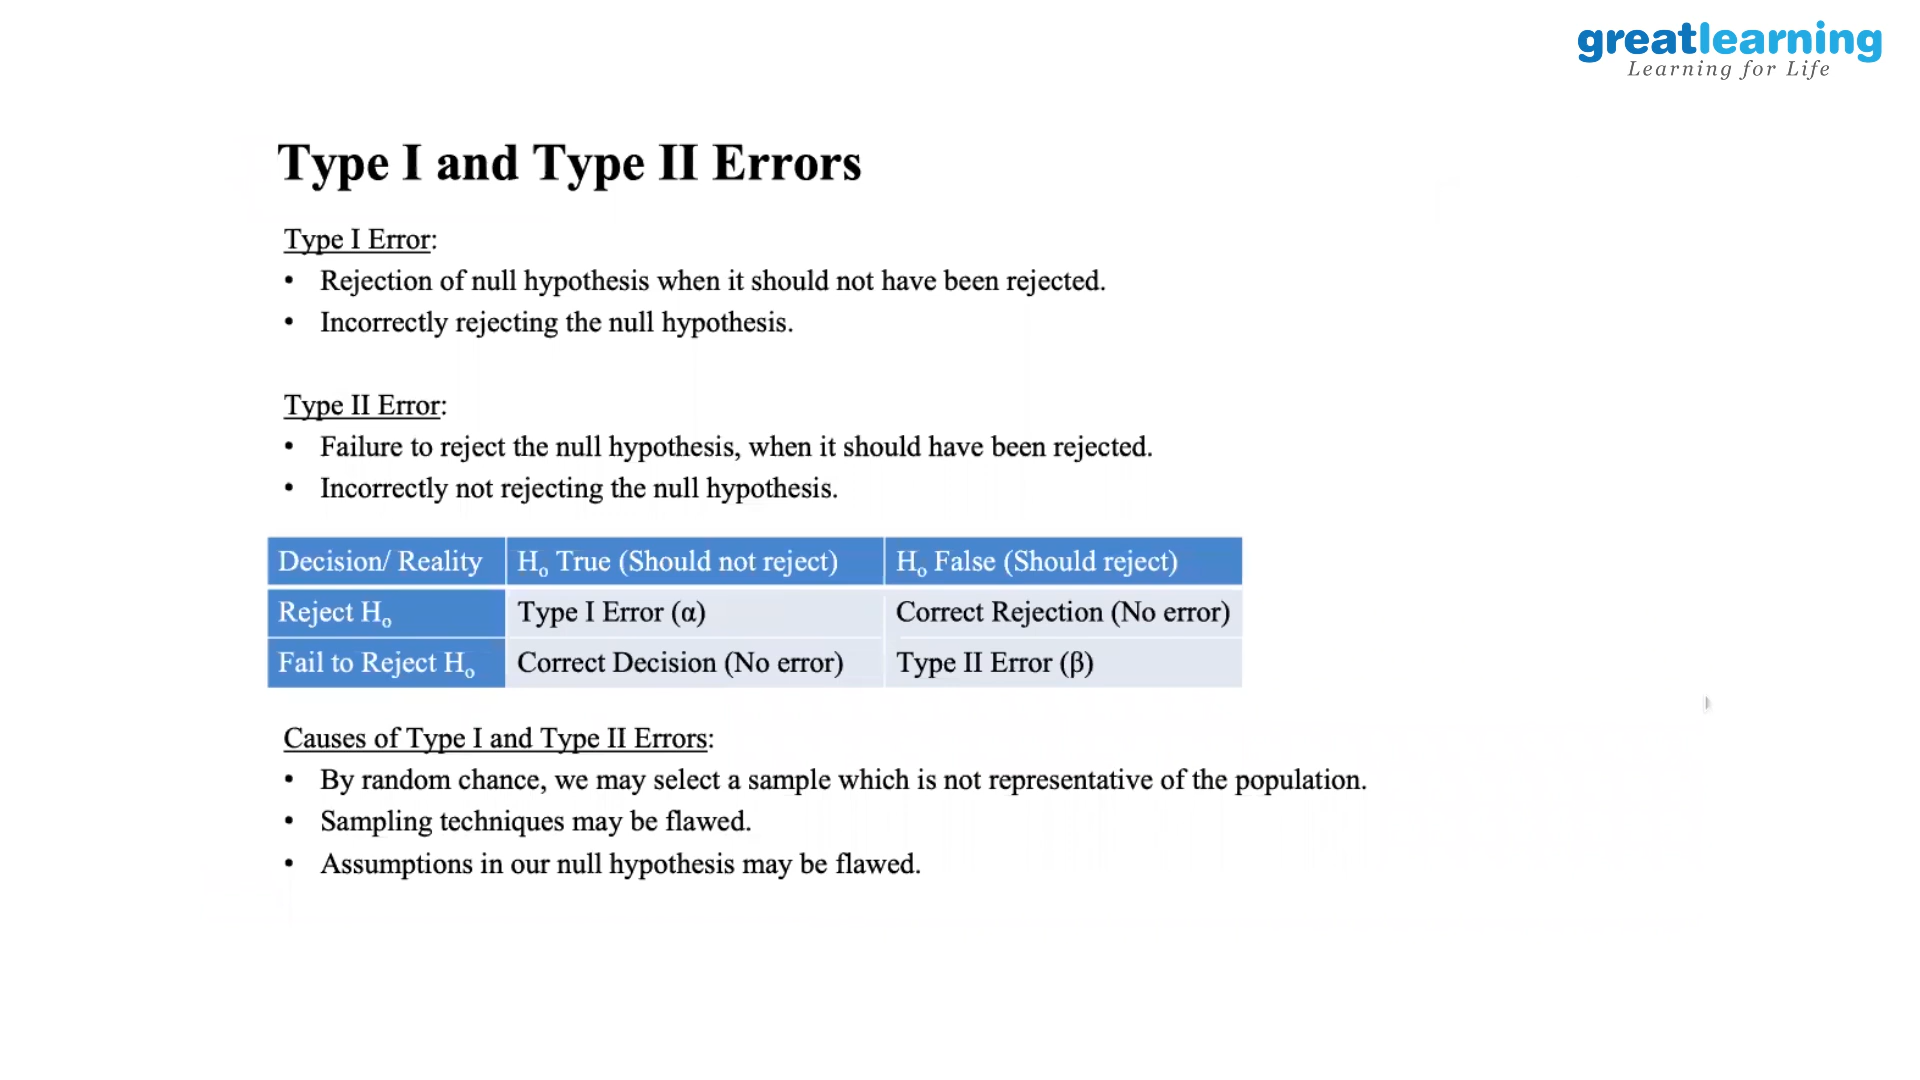 greatlearning
Learning for Life
Type I and Type II Errors
Type I Error:
• Rejection of null hypothesis when it should not have been rejected.
• Incorrectly rejecting the null hypothesis.
Type II Error:
• Failure to reject the null hypothesis, when it should have been rejected.
• Incorrectly not rejecting the null hypothesis.
Decision/ Reality H₀ True (Should not reject) H₀ False (Should reject)
Reject H₀ Type I Error (α) Correct Rejection (No error)
Fail to Reject H₀ Correct Decision (No error) Type II Error (β)
Causes of Type I and Type II Errors:
• By random chance, we may select a sample which is not representative of the population.
• Sampling techniques may be flawed.
• Assumptions in our null hypothesis may be flawed.